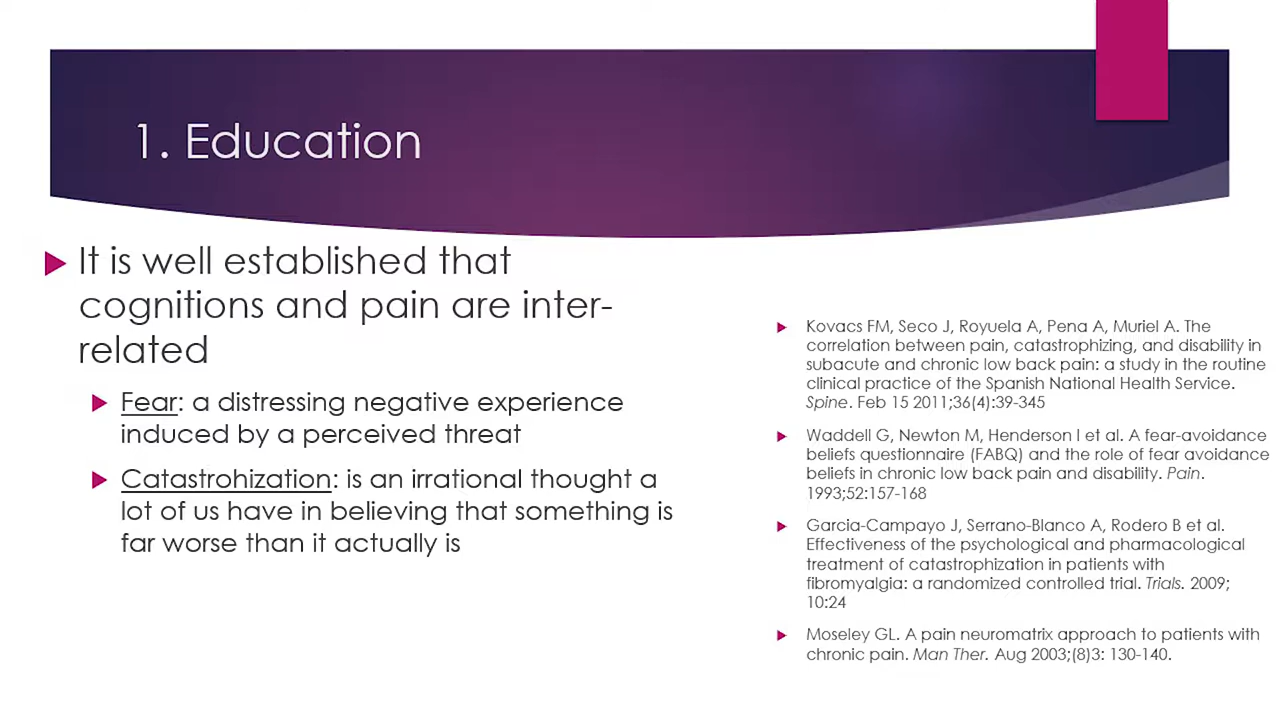 1. Education
It is well established that
cognitions and pain are inter-
related
Fear: a distressing negative experience
induced by a perceived threat
Catastrohization: is an irrational thought a
lot of us have in believing that something is
far worse than it actually is
Kovacs FM, Seco J, Royuela A, Pena A, Muriel A. The
correlation between pain, catastrophizing, and disability in
subacute and chronic low back pain: a study in the routine
clinical practice of the Spanish National Health Service.
Spine. Feb 15 2011;36(4):39-345
Waddell G, Newton M, Henderson I et al. A fear-avoidance
beliefs questionnaire (FABQ) and the role of fear avoidance
beliefs in chronic low back pain and disability. Pain.
1993;52:157-168
Garcia-Campayo J, Serrano-Blanco A, Rodero B et al.
Effectiveness of the psychological and pharmacological
treatment of catastrophization in patients with
fibromyalgia: a randomized controlled trial. Trials. 2009;
10:24
Moseley GL. A pain neuromatrix approach to patients with
chronic pain. Man Ther. Aug 2003;(8)3: 130-140.